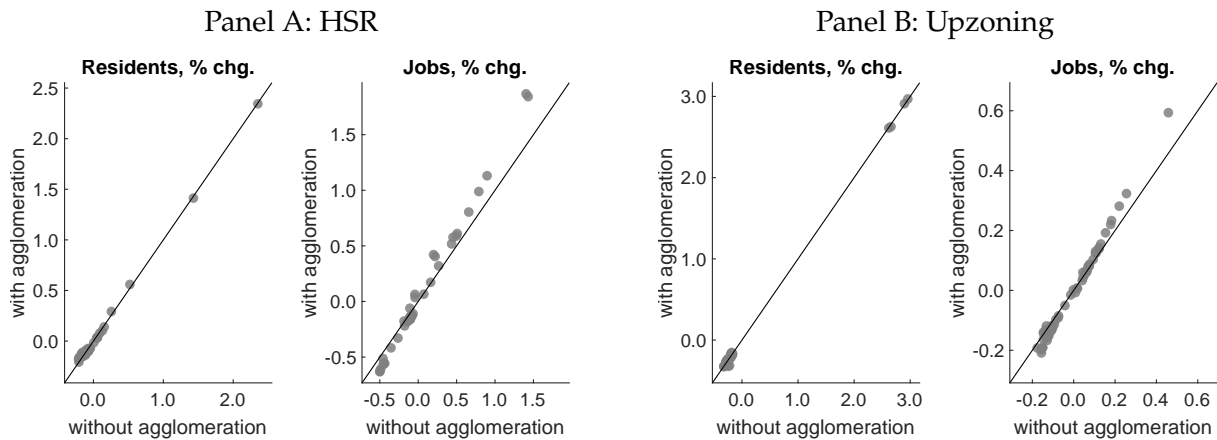 Panel A: HSR
Panel B: Upzoning
Residents, % chg.
with agglomeration
2.5
2.0
1.5
1.0
0.5
0.0
0.0 1.0 2.0
without agglomeration
Jobs, % chg.
with agglomeration
1.5
1.0
0.5
0.0
-0.5
-0.5 0.0 0.5 1.0 1.5
without agglomeration
Residents, % chg.
with agglomeration
3.0
2.0
1.0
0.0
0.0 1.0 2.0 3.0
without agglomeration
Jobs, % chg.
with agglomeration
0.6
0.4
0.2
0.0
-0.2
-0.2 0.0 0.2 0.4 0.6
without agglomeration